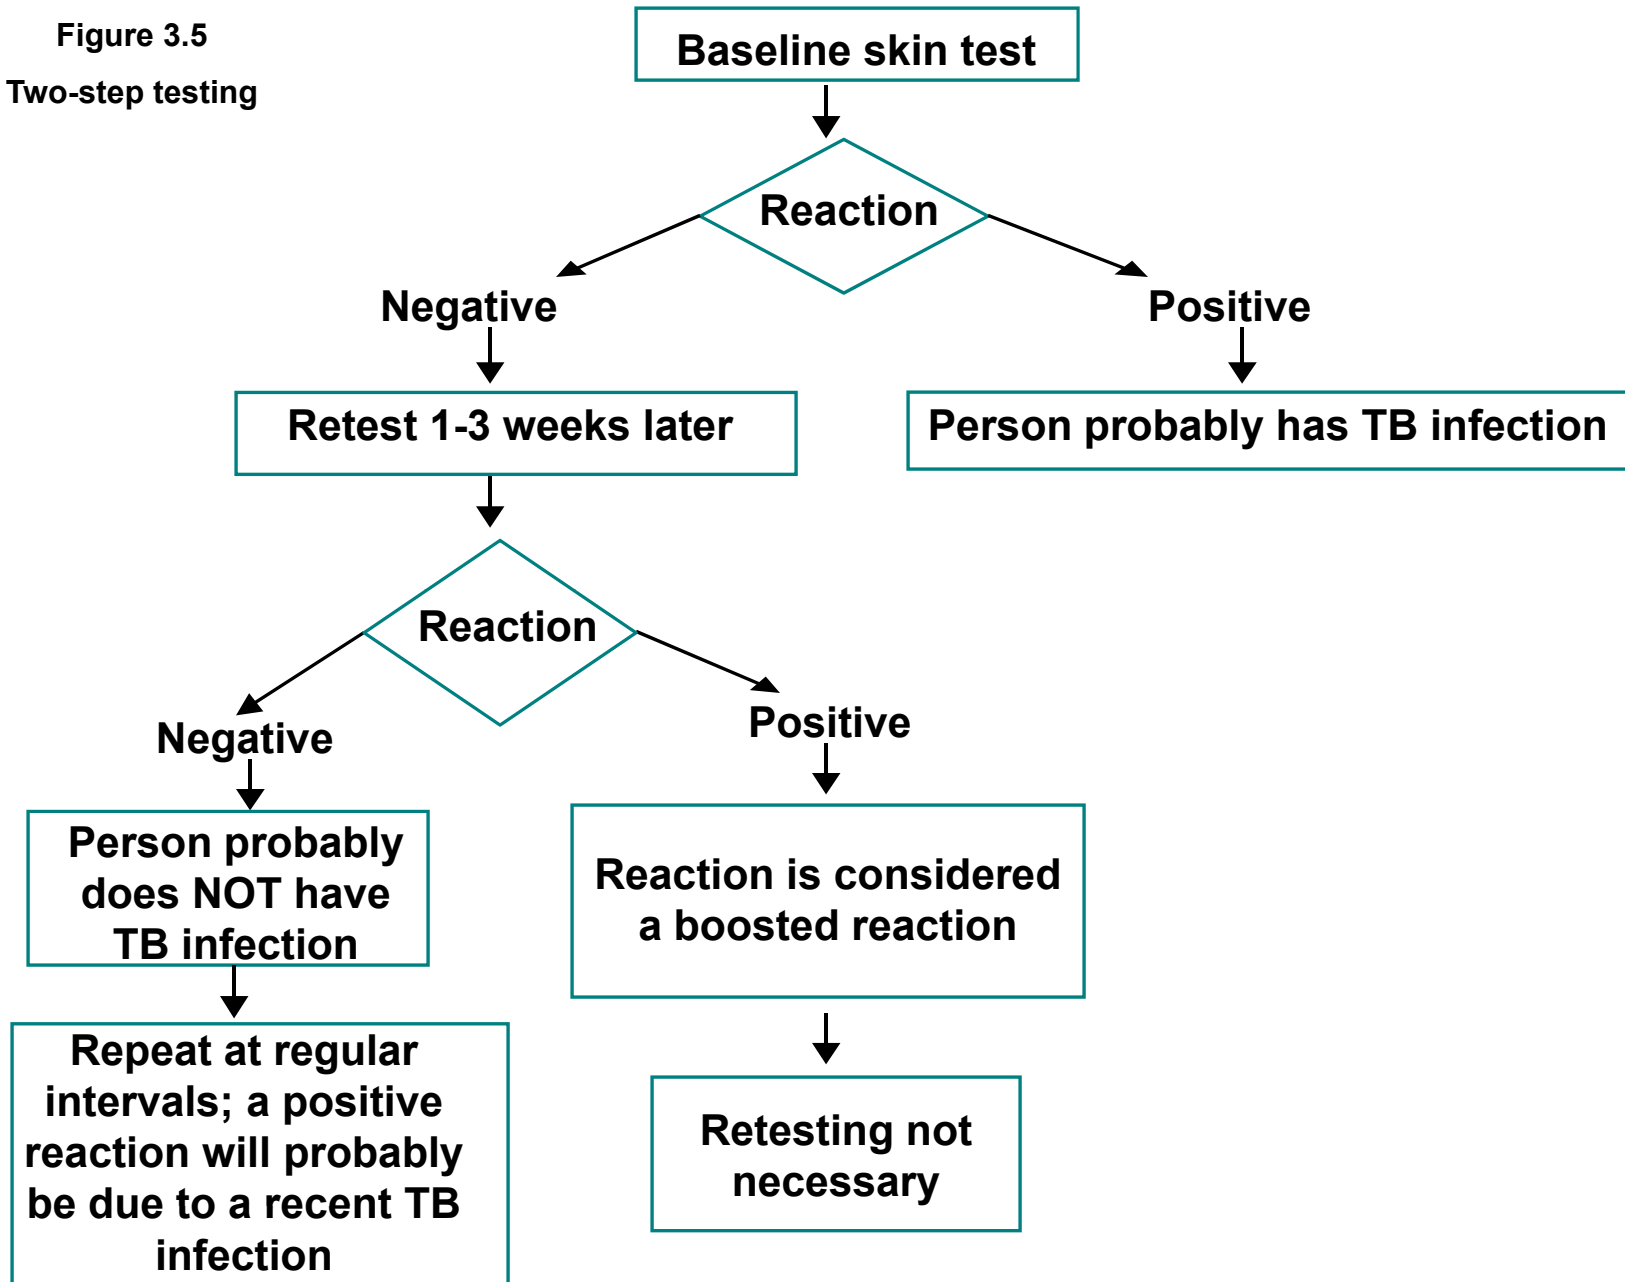 Figure 3.5
Two-step testing
Baseline skin test
Reaction
Negative
Positive
Retest 1-3 weeks later
Person probably has TB infection
Reaction
Negative
Positive
Person probably
does NOT have
TB infection
Reaction is considered
a boosted reaction
Repeat at regular
intervals; a positive
reaction will probably
be due to a recent TB
infection
Retesting not
necessary